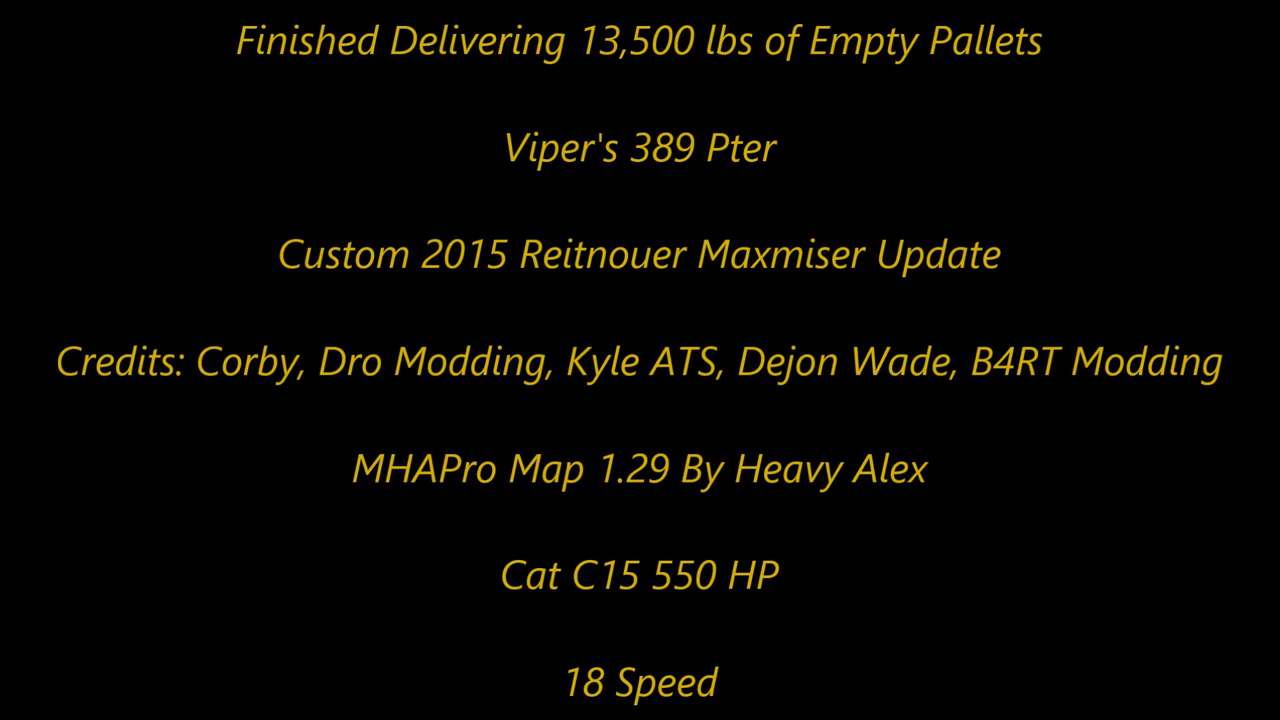 Finished Delivering 13,500 lbs of Empty Pallets
Viper's 389 Pter
Custom 2015 Reitnouer Maxmiser Update
Credits: Corby, Dro Modding, Kyle ATS, Dejon Wade, B4RT Modding
MHAPro Map 1.29 By Heavy Alex
Cat C15 550 HP
18 Speed